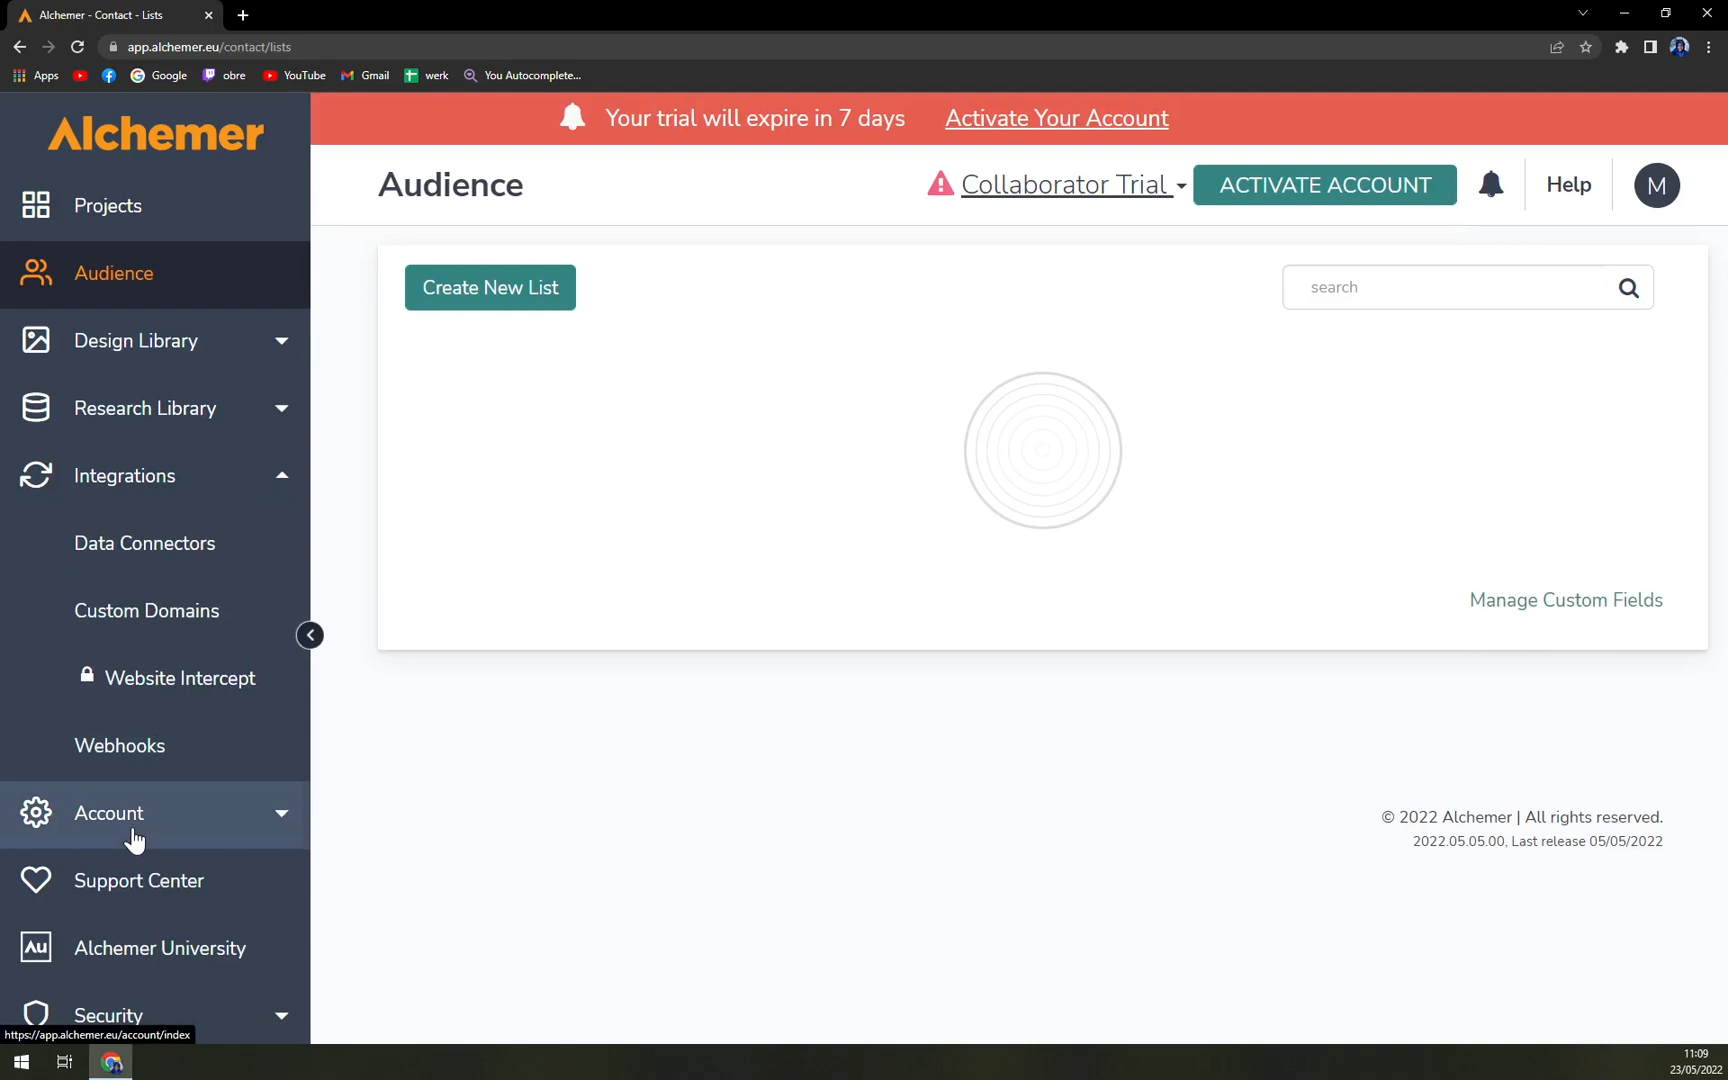 Alchemer - Contact - Lists
app.alchemer.eu/contact/lists
Apps
Google
obre
YouTube
Gmail
werk
You Autocomplete...
Alchemer
Your trial will expire in 7 days Activate Your Account
Projects
Audience
Design Library
Research Library
Integrations
Data Connectors
Custom Domains
Website Intercept
Webhooks
Account
Support Center
Au Alchemer University
Security
https://app.alchemer.eu/account/index
Audience
Collaborator Trial
ACTIVATE ACCOUNT
Help
M
Create New List
search
Manage Custom Fields
© 2022 Alchemer | All rights reserved.
2022.05.05.00, Last release 05/05/2022
11:09
23/05/2022